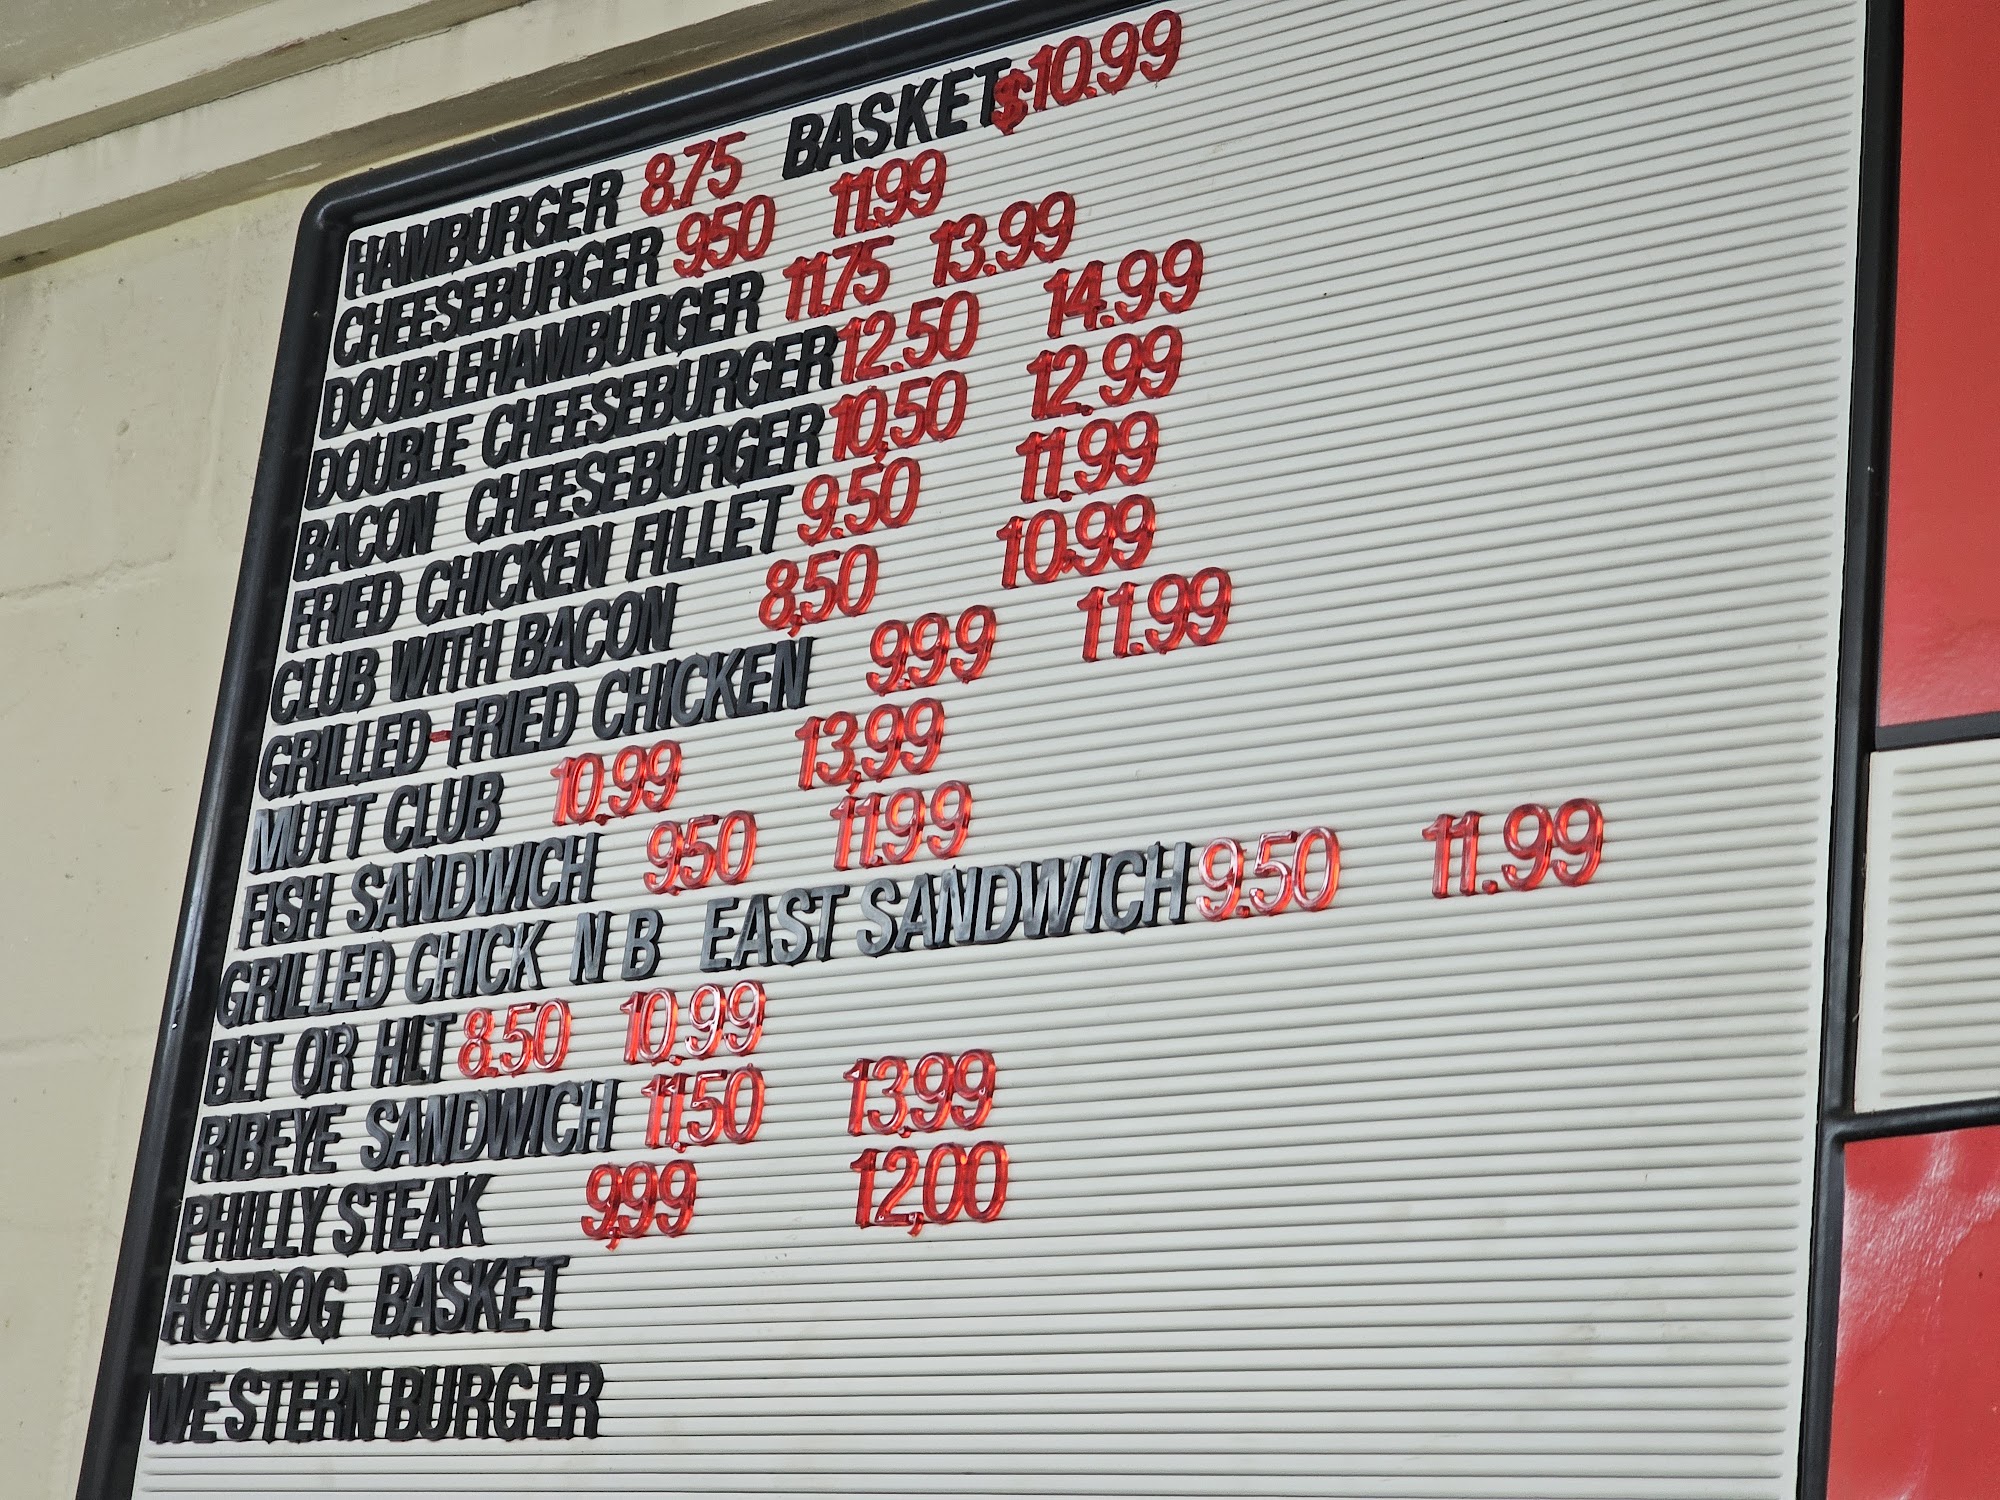 HAMBURGER 8.75 BASKET $10.99
CHEESEBURGER 9.50 11.99
DOUBLEHAMBURGER 11.75 13.99
DOUBLE CHEESEBURGER 12.50 14.99
BACON CHEESEBURGER 10,50 12.99
FRIED CHICKEN FILLET 9.50 11.99
CLUB WITH BACON 8,50 10.99
GRILLED-FRIED CHICKEN 9.99 11.99
MUTT CLUB 10.99 13,99
FISH SANDWICH 9.50 11.99
GRILLED CHICK N B EAST SANDWICH 9.50 11.99
BLT OR HLT 8.50 10.99
RIBEYE SANDWICH 11,50 13,99
PHILLY STEAK 9,99 12,00
HOTDOG BASKET
WESTERN BURGER